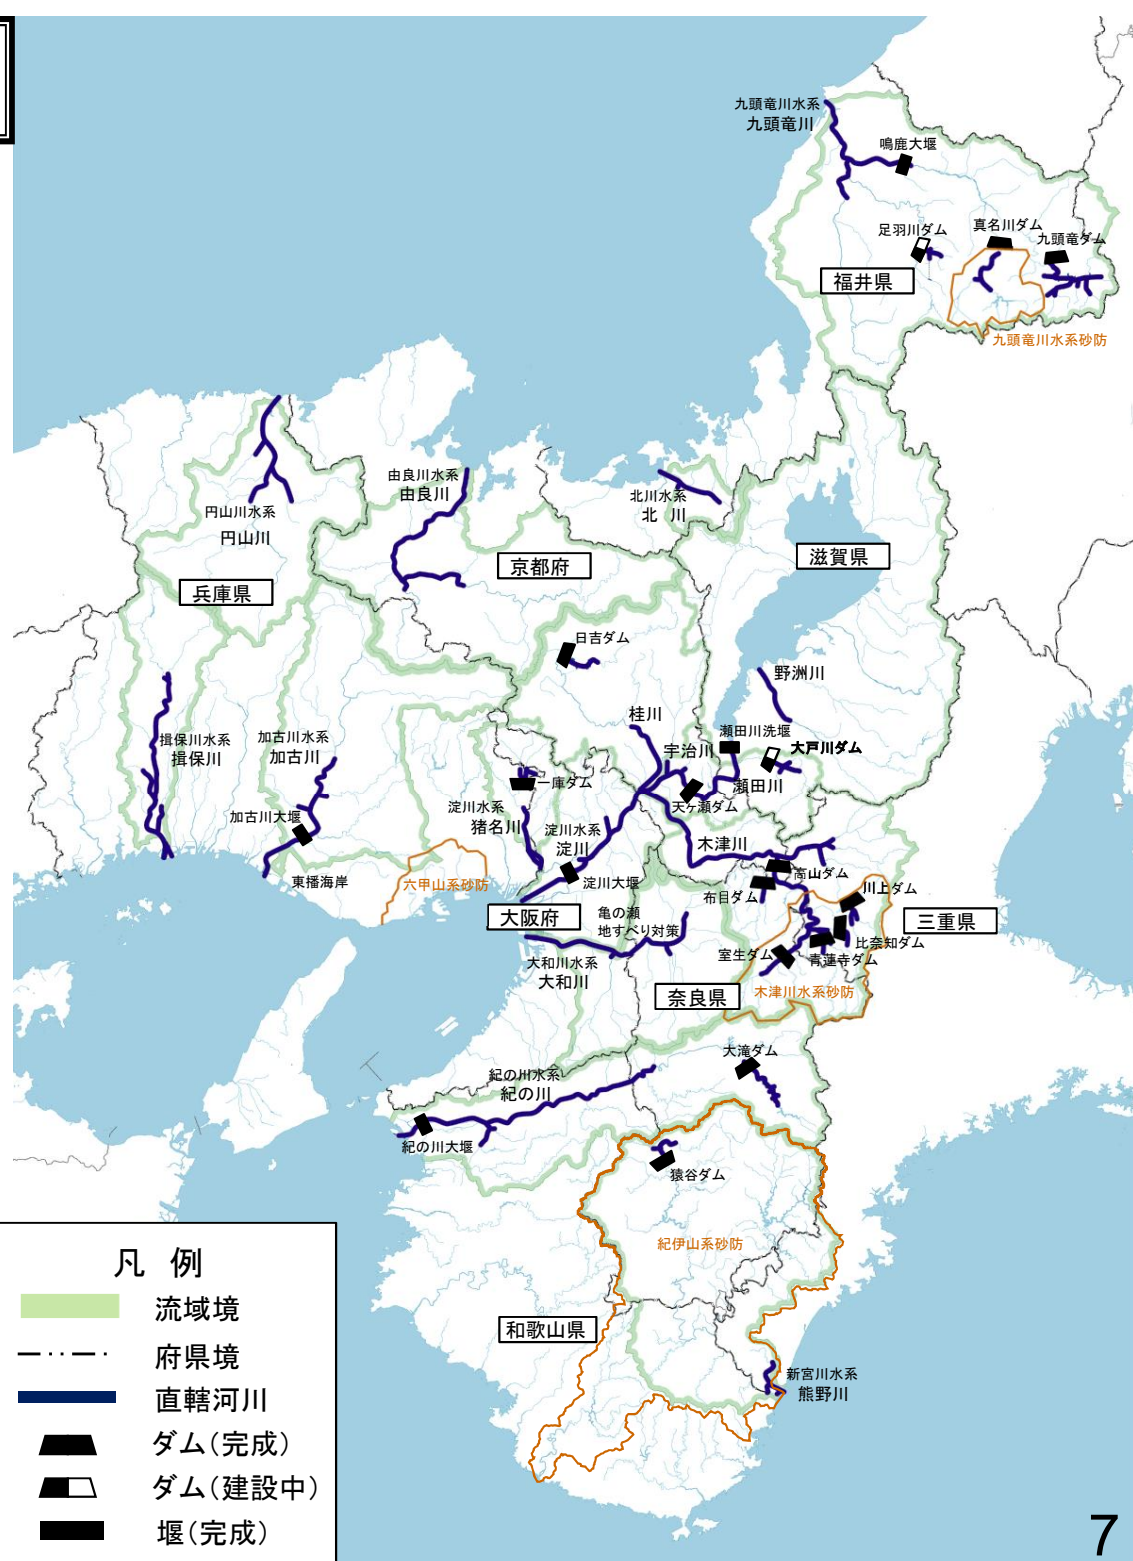 九頭竜川水系
九頭竜川
鳴鹿大堰
足羽川ダム
真名川ダム
九頭竜ダム
福井県
九頭竜川水系砂防
由良川水系
由良川
北川水系
北 川
円山川水系
円山川
京都府
滋賀県
兵庫県
日吉ダム
野洲川
桂川
瀬田川洗堰
大戸川ダム
宇治川
瀬田川
揖保川水系
揖保川
加古川水系
加古川
一庫ダム
天ヶ瀬ダム
淀川水系
猪名川
加古川大堰
淀川水系
淀川
木津川
東播海岸
六甲山系砂防
淀川大堰
高山ダム
布目ダム
川上ダム
大阪府
亀の瀬
地すべり対策
三重県
比奈知ダム
室生ダム
青蓮寺ダム
大和川水系
大和川
奈良県
木津川水系砂防
大滝ダム
紀の川水系
紀の川
紀の川大堰
猿谷ダム
紀伊山系砂防
和歌山県
新宮川水系
熊野川
凡 例
流域境
府県境
直轄河川
ダム(完成)
ダム(建設中)
堰(完成)
7